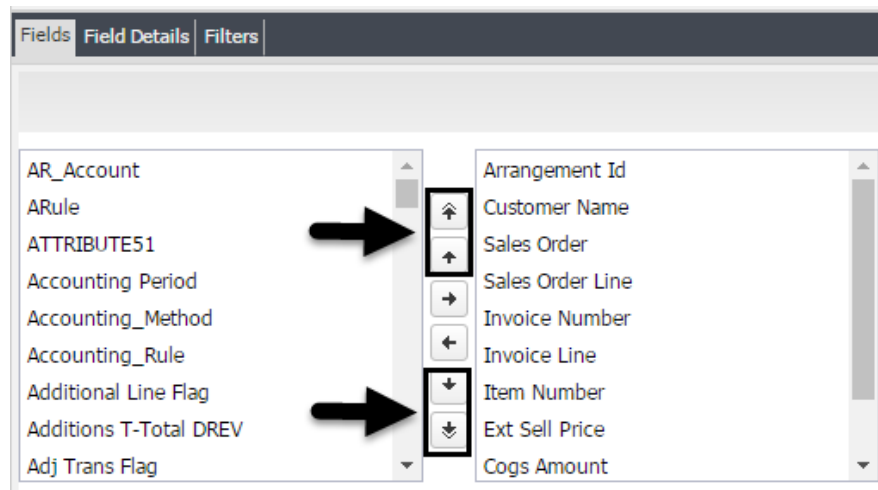 Fields Field Details Filters
AR_Account
ARule
ATTRIBUTE51
Accounting Period
Accounting_Method
Accounting_Rule
Additional Line Flag
Additions T-Total DREV
Adj Trans Flag
Arrangement Id
Customer Name
Sales Order
Sales Order Line
Invoice Number
Invoice Line
Item Number
Ext Sell Price
Cogs Amount